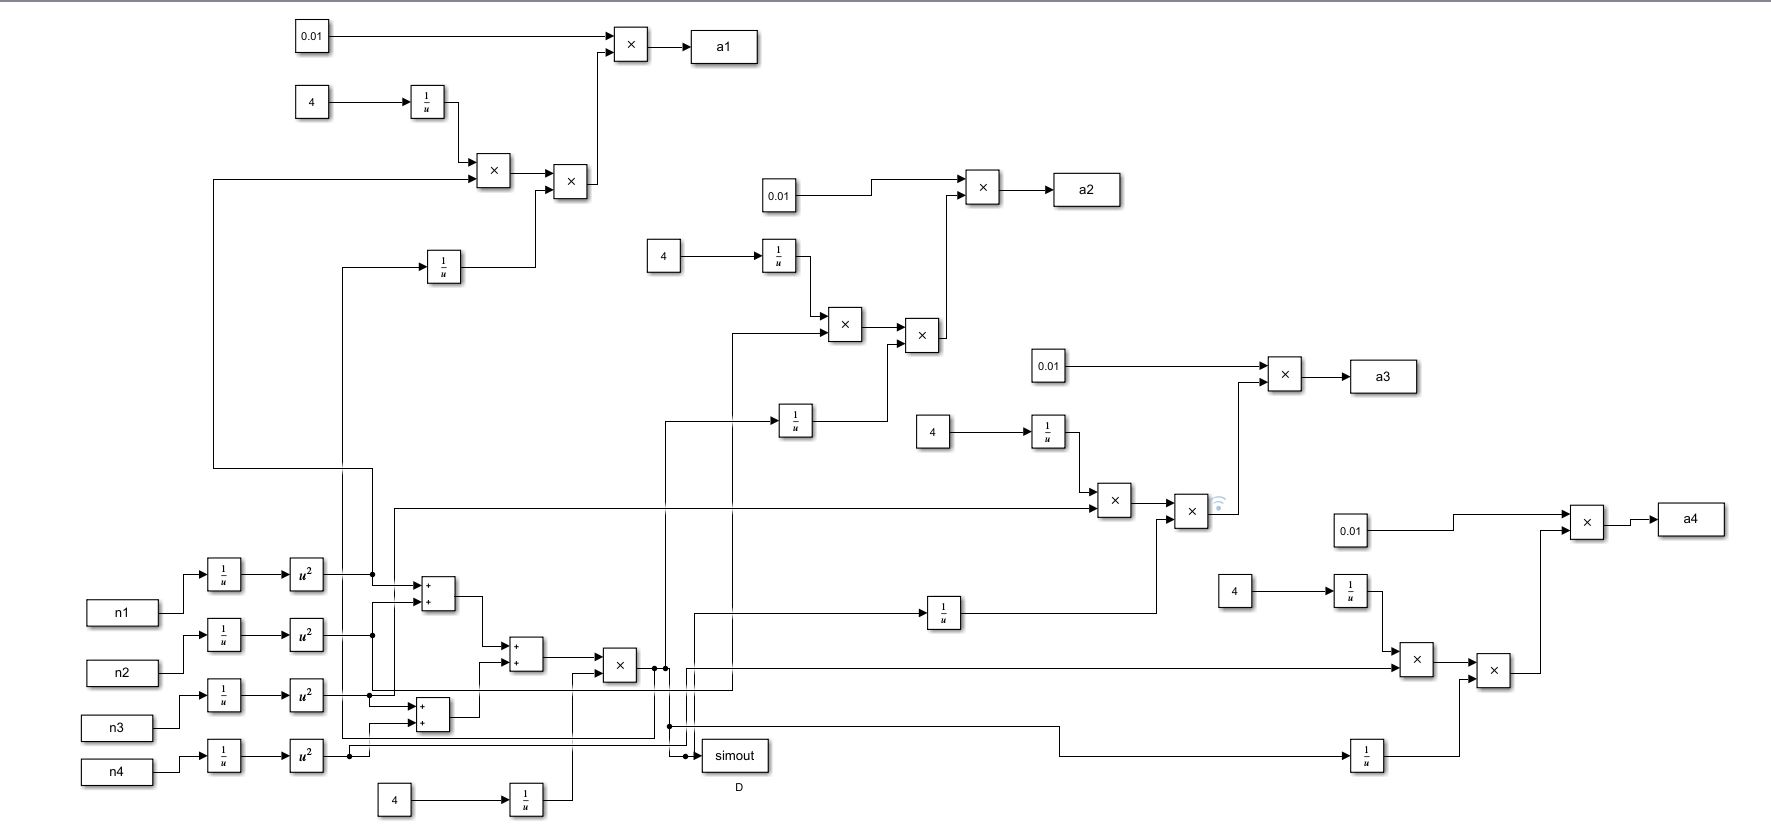 0.01
×
a1
4
1/u
×
×
0.01
×
a2
1/u
4
1/u
×
×
0.01
×
a3
1/u
4
1/u
×
×
0.01
×
a4
n1
1/u
u²
+
+
1/u
4
1/u
n2
1/u
u²
+
+
×
×
×
n3
1/u
u²
+
+
n4
1/u
u²
simout
1/u
D
4
1/u